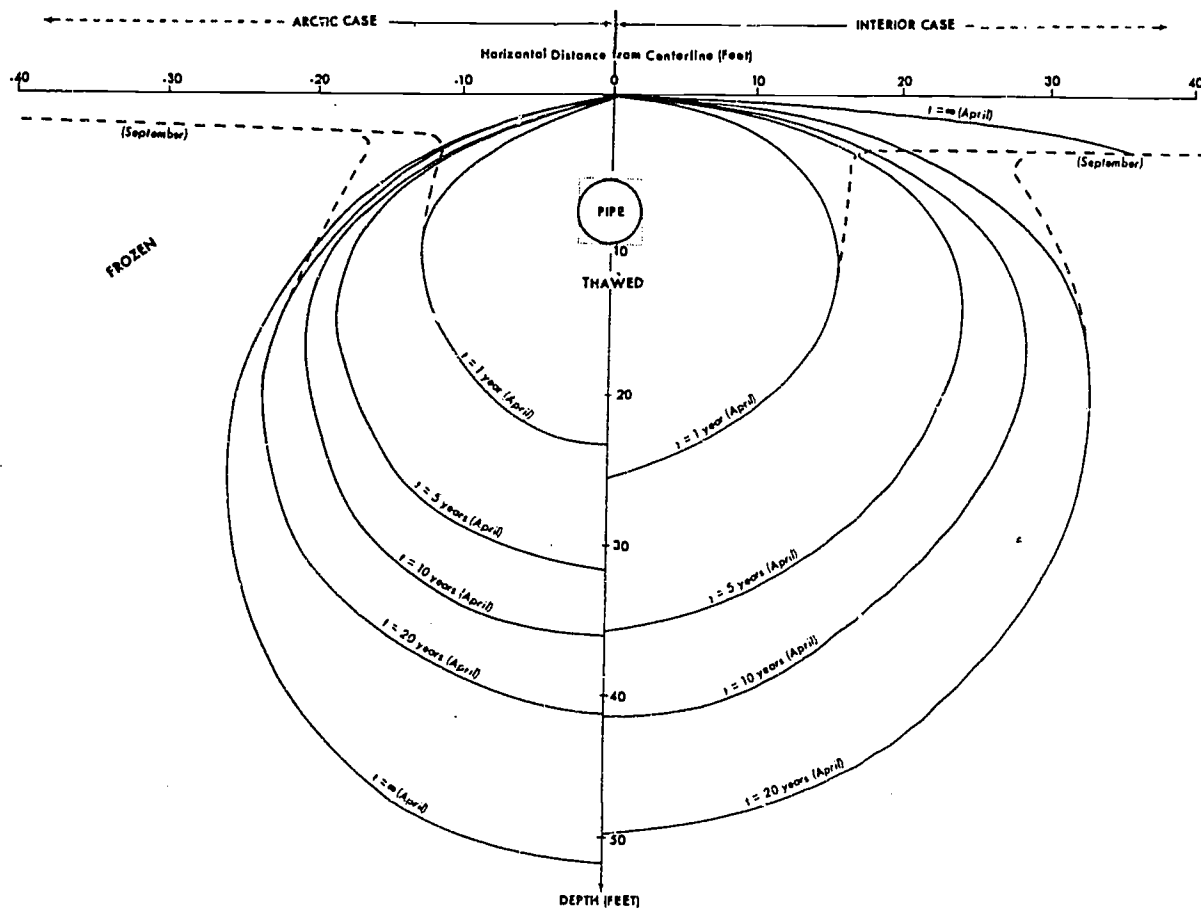 ARCTIC CASE
INTERIOR CASE
Horizontal Distance from Centerline (Feet)
-40 -30 -20 -10 0 10 20 30 40
t = ∞ (April)
(September)
(September)
PIPE
10
FROZEN
THAWED
t = 1 year (April)
20
t = 1 year (April)
t = 5 years (April)
30
t = 10 years (April)
t = 5 years (April)
t = 20 years (April)
40
t = 10 years (April)
t = ∞ (April)
t = 20 years (April)
50
DEPTH (FEET)